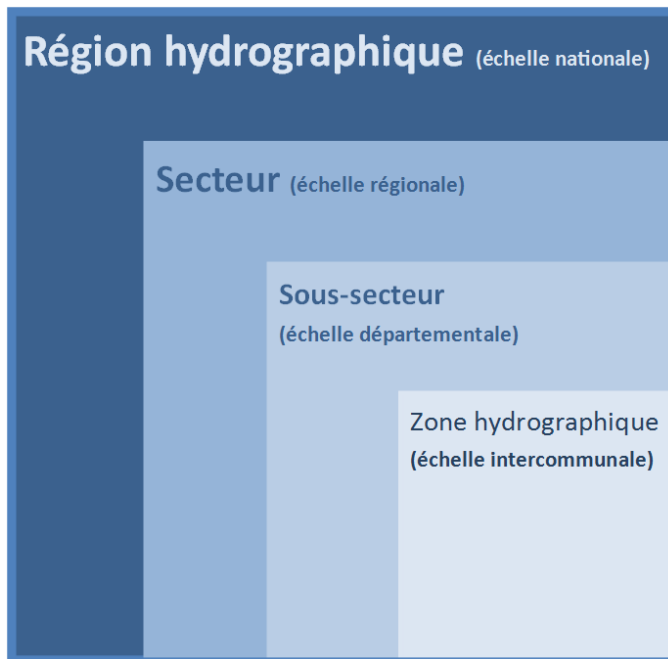 Région hydrographique (échelle nationale)
Secteur (échelle régionale)
Sous-secteur
(échelle départementale)
Zone hydrographique
(échelle intercommunale)